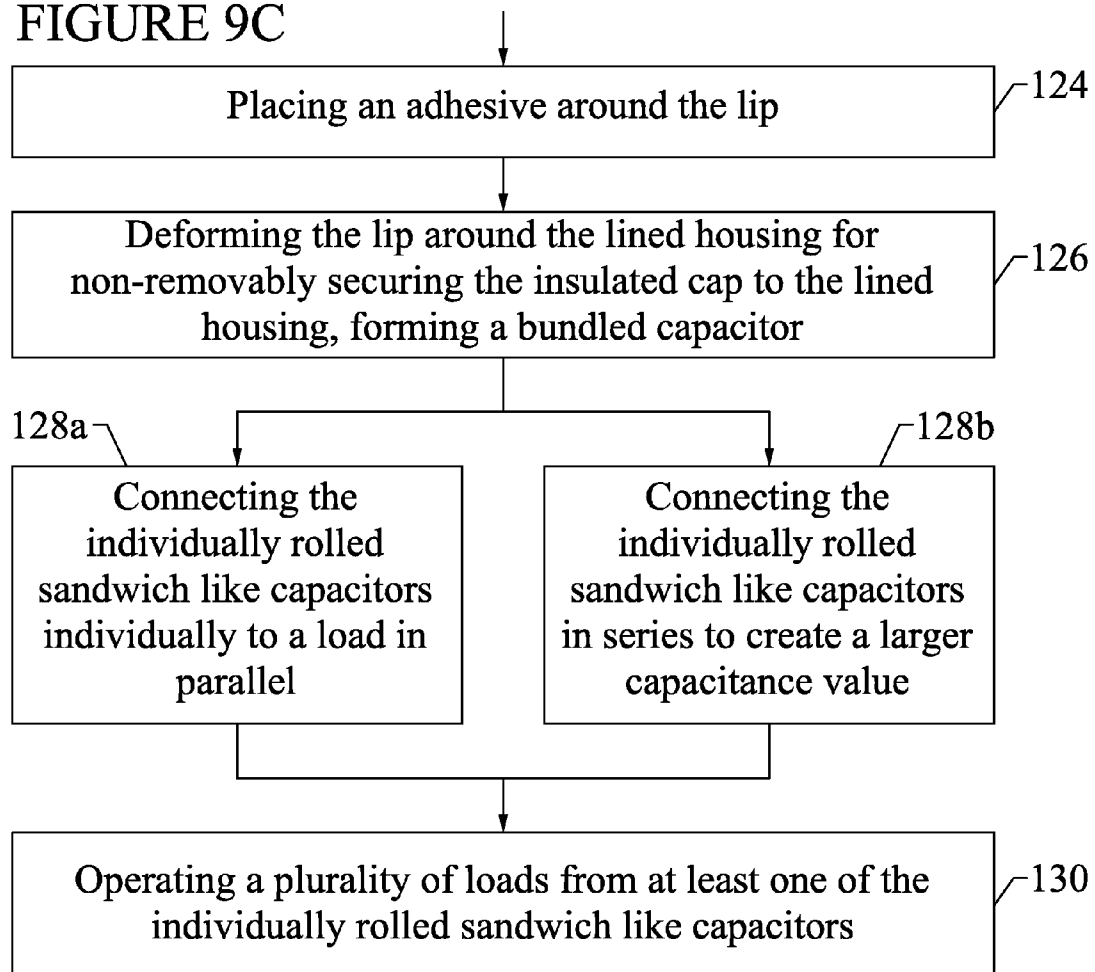 FIGURE 9C
Placing an adhesive around the lip
124
Deforming the lip around the lined housing for
non-removably securing the insulated cap to the lined
housing, forming a bundled capacitor
126
128a
Connecting the
individually rolled
sandwich like capacitors
individually to a load in
parallel
128b
Connecting the
individually rolled
sandwich like capacitors
in series to create a larger
capacitance value
Operating a plurality of loads from at least one of the
individually rolled sandwich like capacitors
130